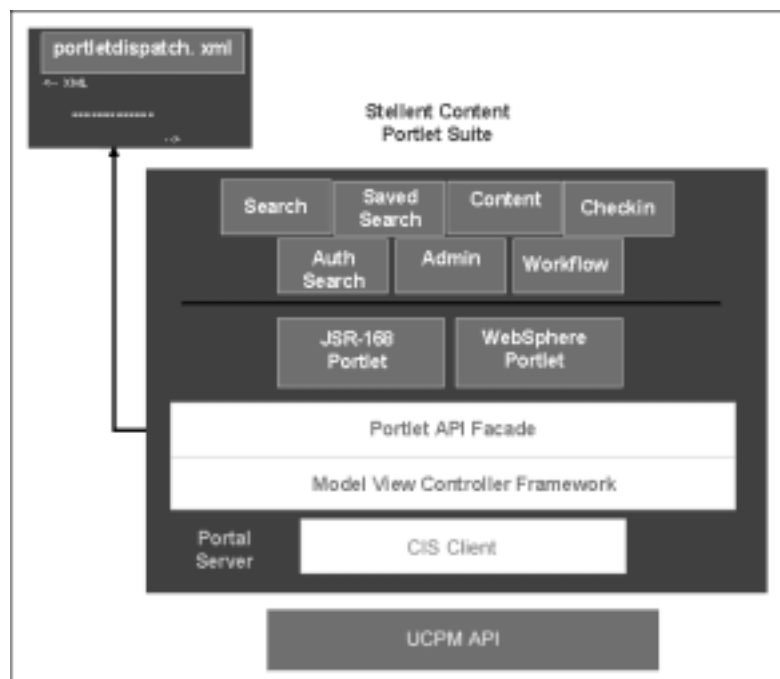 portletdispatch. xml
<-- XML
-------------
-->
Stellent Content
Portlet Suite
Search
Saved
Search
Content
Checkin
Auth
Search
Admin
Workflow
JSR-168
Portlet
WebSphere
Portlet
Portlet API Facade
Model View Controller Framework
Portal
Server
CIS Client
UCPM API